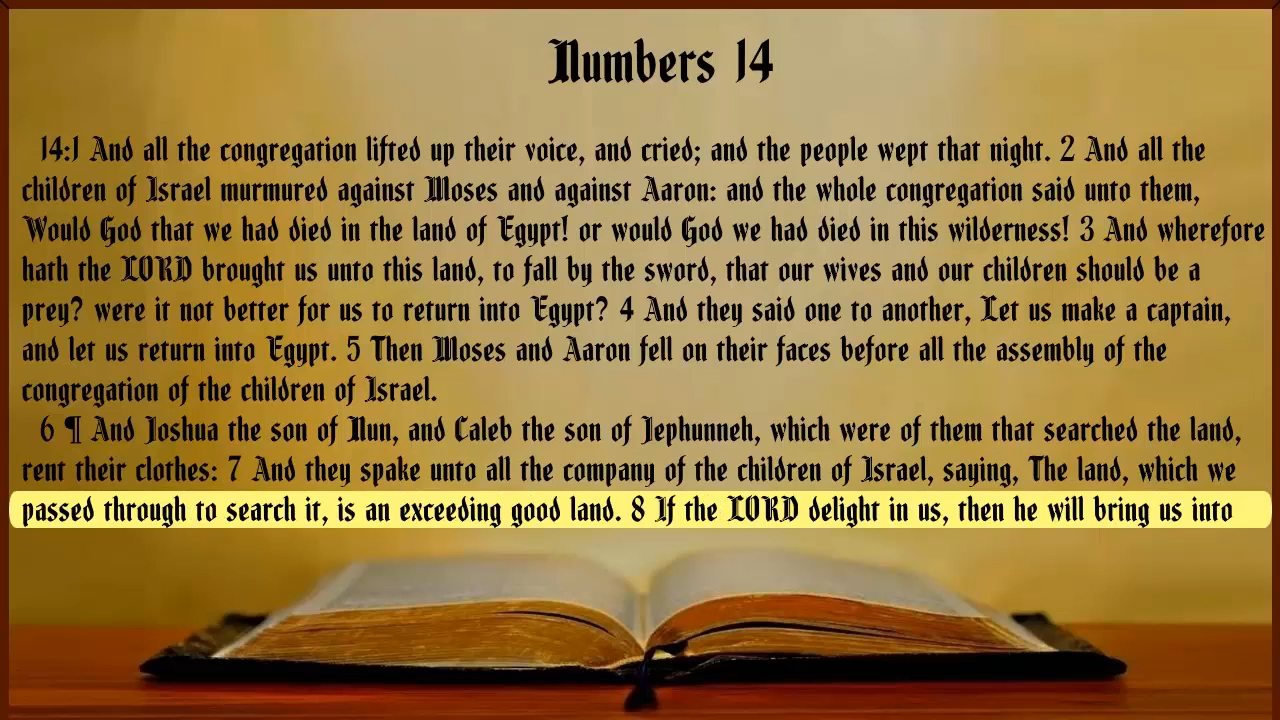 Numbers 14
14:1 And all the congregation lifted up their voice, and cried; and the people wept that night. 2 And all the
children of Israel murmured against Moses and against Aaron: and the whole congregation said unto them,
Would God that we had died in the land of Egypt! or would God we had died in this wilderness! 3 And wherefore
hath the LORD brought us unto this land, to fall by the sword, that our wives and our children should be a
prey? were it not better for us to return into Egypt? 4 And they said one to another, Let us make a captain,
and let us return into Egypt. 5 Then Moses and Aaron fell on their faces before all the assembly of the
congregation of the children of Israel.
6 ¶ And Joshua the son of Nun, and Caleb the son of Jephunneh, which were of them that searched the land,
rent their clothes: 7 And they spake unto all the company of the children of Israel, saying, The land, which we
passed through to search it, is an exceeding good land. 8 If the LORD delight in us, then he will bring us into